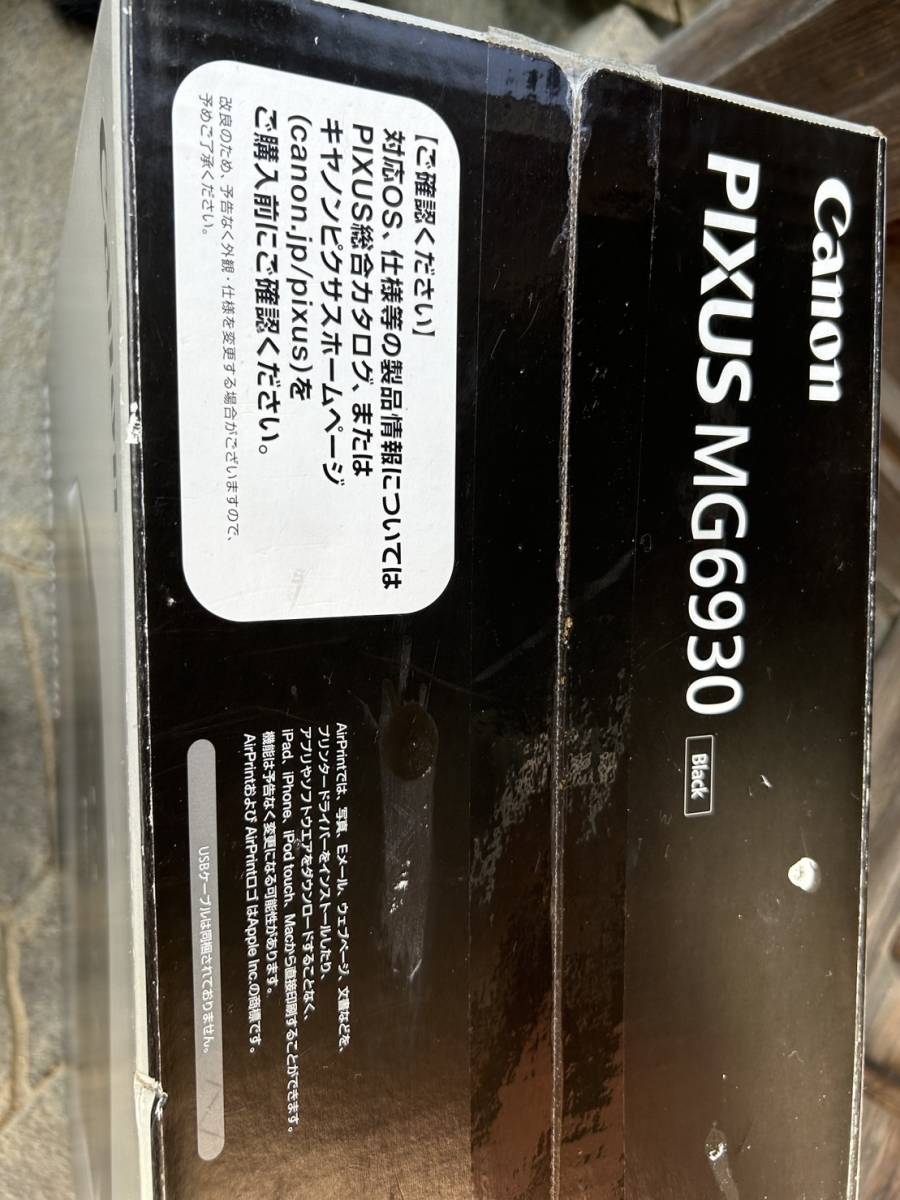 Canon
PIXUS MG6930 Black
【ご確認ください】
対応OS、仕様等の製品情報については
PIXUS総合カタログ、または
キヤノンピクサスホームページ
(canon.jp/pixus)を
ご購入前にご確認ください。
改良のため、予告なく外観・仕様を変更する場合がございますので、
予めご了承ください。
AirPrintでは、写真、Eメール、ウェブページ、文書などを、
プリンタードライバーをインストールしたり、
アプリやソフトウエアをダウンロードすることなく、
iPad、iPhone、iPod touch、Macから直接印刷することができます。
機能は予告なく変更になる可能性があります。
AirPrintおよび AirPrintロゴ はApple Inc.の商標です。
USBケーブルは同梱されておりません。